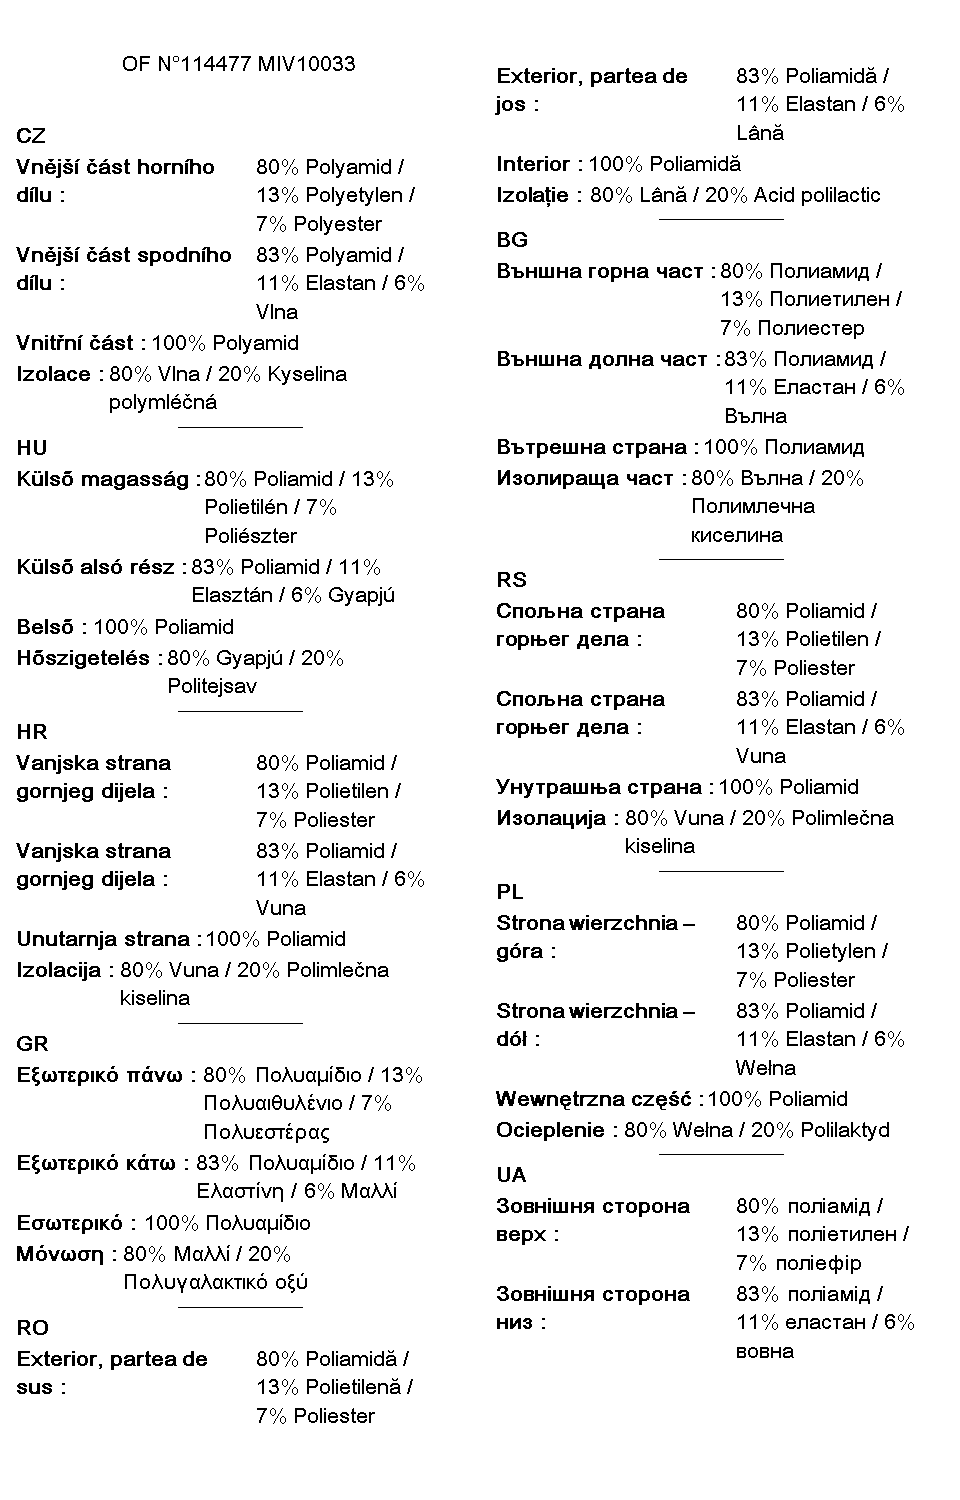 OF N°114477 MIV10033
CZ
Vnější část horního
dílu :
80% Polyamid /
13% Polyetylen /
7% Polyester
Vnější část spodního
dílu :
83% Polyamid /
11% Elastan / 6%
Vlna
Vnitřní část : 100% Polyamid
Izolace : 80% Vlna / 20% Kyselina
polymléčná
HU
Külső magasság : 80% Poliamid / 13%
Polietilén / 7%
Poliészter
Külső alsó rész : 83% Poliamid / 11%
Elasztán / 6% Gyapjú
Belső : 100% Poliamid
Hőszigetelés : 80% Gyapjú / 20%
Politejsav
HR
Vanjska strana
gornjeg dijela :
80% Poliamid /
13% Polietilen /
7% Poliester
Vanjska strana
gornjeg dijela :
83% Poliamid /
11% Elastan / 6%
Vuna
Unutarnja strana : 100% Poliamid
Izolacija : 80% Vuna / 20% Polimlečna
kiselina
GR
Εξωτερικό πάνω : 80% Πολυαμίδιο / 13%
Πολυαιθυλένιο / 7%
Πολυεστέρας
Εξωτερικό κάτω : 83% Πολυαμίδιο / 11%
Ελαστίνη / 6% Μαλλί
Εσωτερικό : 100% Πολυαμίδιο
Μόνωση : 80% Μαλλί / 20%
Πολυγαλακτικό οξύ
RO
Exterior, partea de
sus :
80% Poliamidă /
13% Polietilenă /
7% Poliester
Exterior, partea de
jos :
83% Poliamidă /
11% Elastan / 6%
Lână
Interior : 100% Poliamidă
Izolație : 80% Lână / 20% Acid polilactic
BG
Външна горна част : 80% Полиамид /
13% Полиетилен /
7% Полиестер
Външна долна част : 83% Полиамид /
11% Еластан / 6%
Вълна
Вътрешна страна : 100% Полиамид
Изолираща част : 80% Вълна / 20%
Полимлечна
киселина
RS
Спољна страна
горњег дела :
80% Poliamid /
13% Polietilen /
7% Poliester
Спољна страна
горњег дела :
83% Poliamid /
11% Elastan / 6%
Vuna
Унутрашња страна : 100% Poliamid
Изолација : 80% Vuna / 20% Polimlečna
kiselina
PL
Strona wierzchnia –
góra :
80% Poliamid /
13% Polietylen /
7% Poliester
Strona wierzchnia –
dół :
83% Poliamid /
11% Elastan / 6%
Wełna
Wewnętrzna część : 100% Poliamid
Ocieplenie : 80% Wełna / 20% Polilaktyd
UA
Зовнішня сторона
верх :
80% поліамід /
13% поліетилен /
7% поліефір
Зовнішня сторона
низ :
83% поліамід /
11% еластан / 6%
вовна